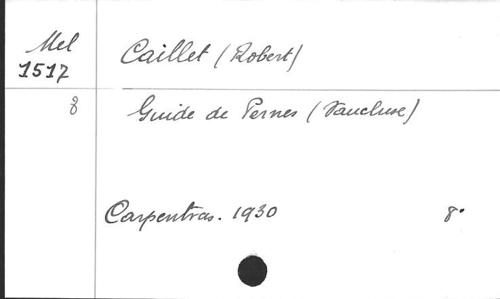 Mel
1517
Caillet (Robert)
8
Guide de Pernes (Vaucluse)
Carpentras. 1930
8°